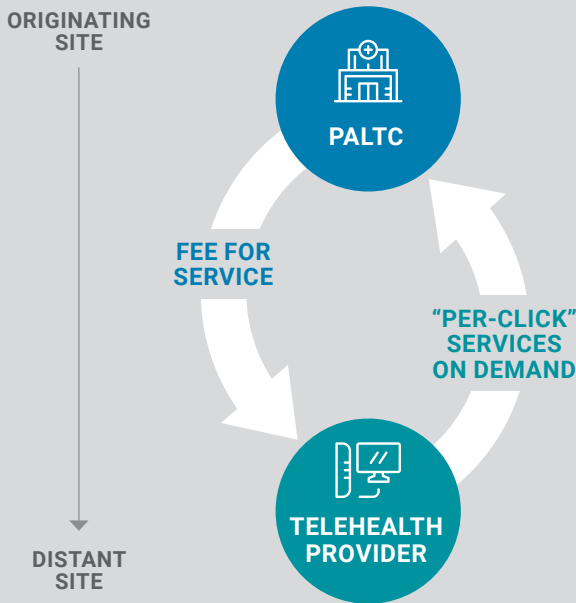 ORIGINATING
SITE
PALTC
FEE FOR
SERVICE
“PER-CLICK”
SERVICES
ON DEMAND
TELEHEALTH
PROVIDER
DISTANT
SITE